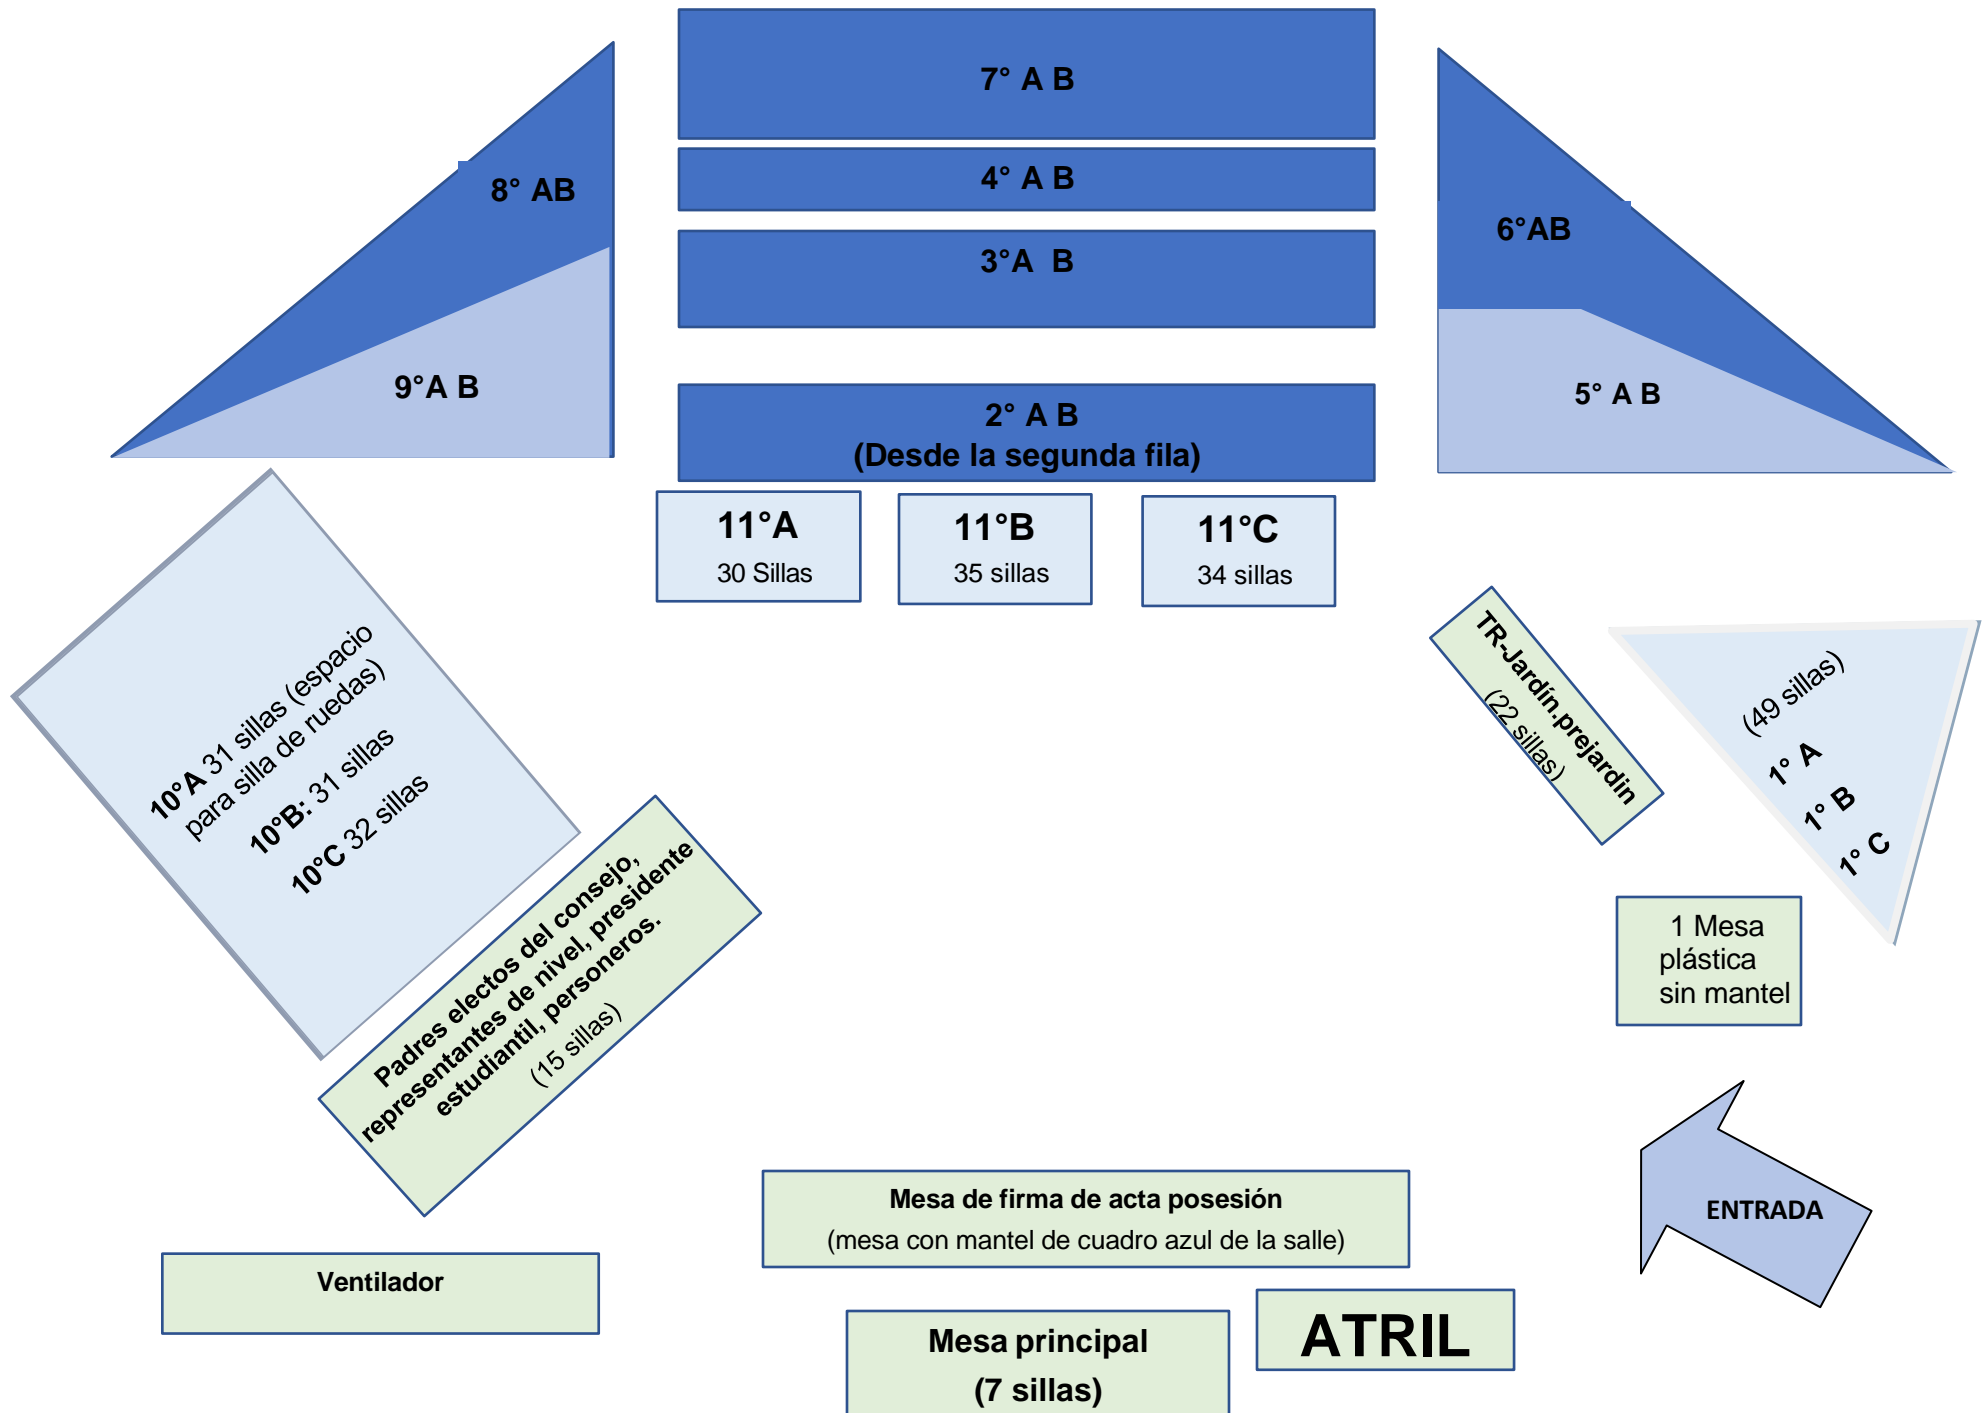 7° A B
4° A B
3°A  B
8° AB
9°A B
6°AB
5° A B
2° A B
(Desde la segunda fila)
11°A
30 Sillas
11°B
35 sillas
11°C
34 sillas
10°A 31 sillas (espacio
para silla de ruedas)
10°B: 31 sillas
10°C 32 sillas
TR-Jardín.prejardin
(22 sillas)
(49 sillas)
1° A
1° B
1° C
Padres electos del consejo,
representantes de nivel, presidente
estudiantil, personeros.
(15 sillas)
1 Mesa
plástica
sin mantel
ENTRADA
Mesa de firma de acta posesión
(mesa con mantel de cuadro azul de la salle)
Ventilador
Mesa principal
(7 sillas)
ATRIL